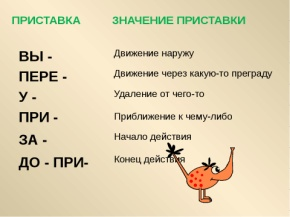 ПРИСТАВКА ЗНАЧЕНИЕ ПРИСТАВКИ
ВЫ - Движение наружу
ПЕРЕ - Движение через какую-то преграду
У - Удаление от чего-то
ПРИ - Приближение к чему-либо
ЗА - Начало действия
ДО - ПРИ- Конец действия